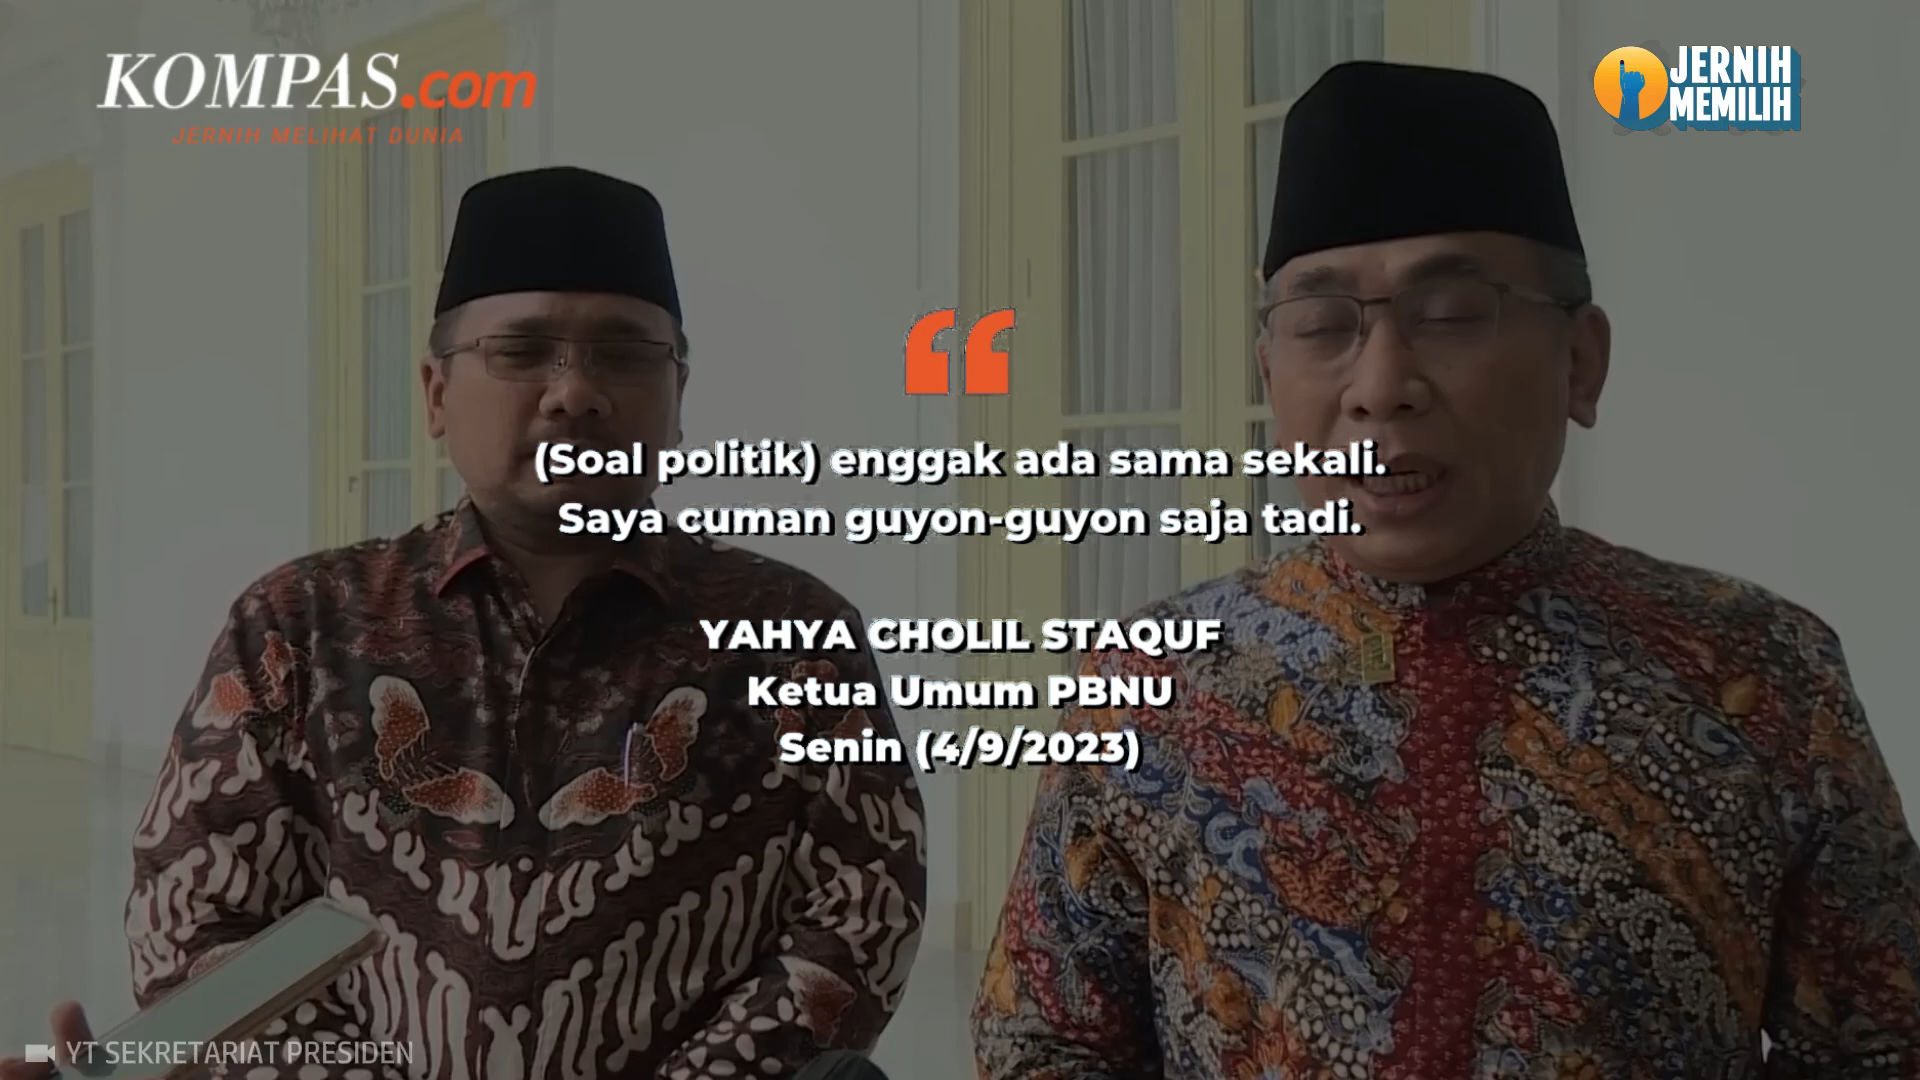 KOMPAS.com
JERNIH MELIHAT DUNIA
JERNIH
MEMILIH
(Soal politik) enggak ada sama sekali.
Saya cuman guyon-guyon saja tadi.
YAHYA CHOLIL STAQUF
Ketua Umum PBNU
Senin (4/9/2023)
YT SEKRETARIAT PRESIDEN